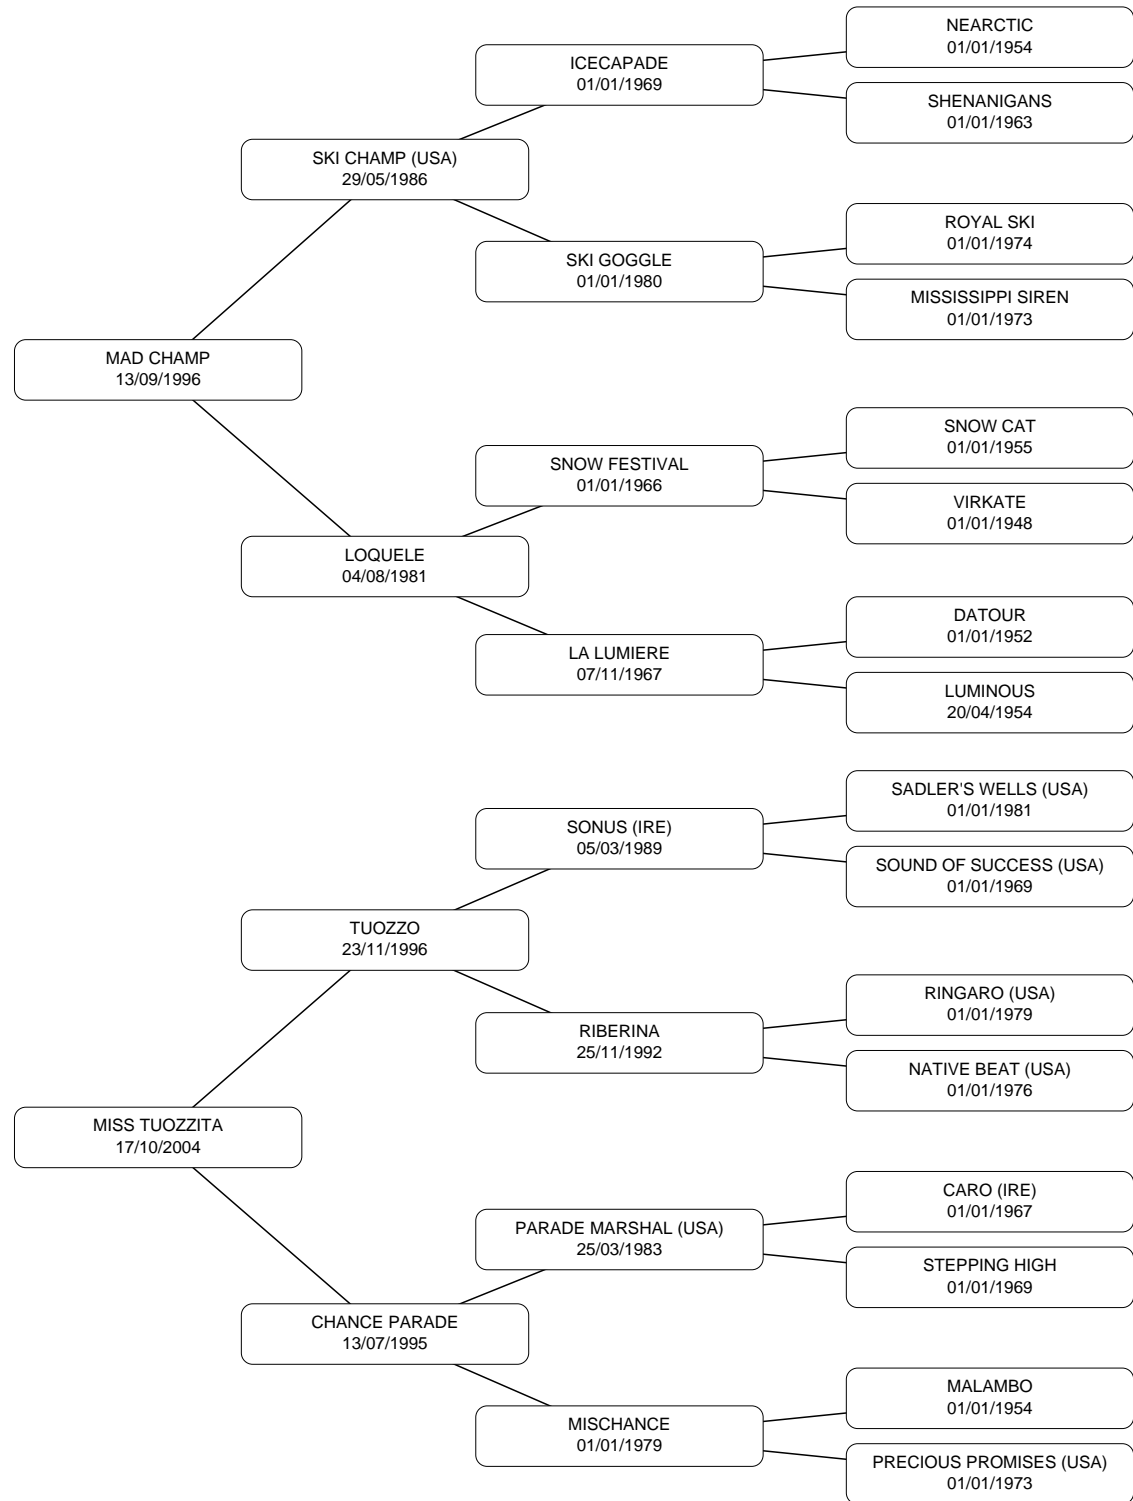 NEARCTIC
01/01/1954
ICECAPADE
01/01/1969
SHENANIGANS
01/01/1963
SKI CHAMP (USA)
29/05/1986
ROYAL SKI
01/01/1974
SKI GOGGLE
01/01/1980
MISSISSIPPI SIREN
01/01/1973
MAD CHAMP
13/09/1996
SNOW CAT
01/01/1955
SNOW FESTIVAL
01/01/1966
VIRKATE
01/01/1948
LOQUELE
04/08/1981
DATOUR
01/01/1952
LA LUMIERE
07/11/1967
LUMINOUS
20/04/1954
SADLER'S WELLS (USA)
01/01/1981
SONUS (IRE)
05/03/1989
SOUND OF SUCCESS (USA)
01/01/1969
TUOZZO
23/11/1996
RINGARO (USA)
01/01/1979
RIBERINA
25/11/1992
NATIVE BEAT (USA)
01/01/1976
MISS TUOZZITA
17/10/2004
CARO (IRE)
01/01/1967
PARADE MARSHAL (USA)
25/03/1983
STEPPING HIGH
01/01/1969
CHANCE PARADE
13/07/1995
MALAMBO
01/01/1954
MISCHANCE
01/01/1979
PRECIOUS PROMISES (USA)
01/01/1973